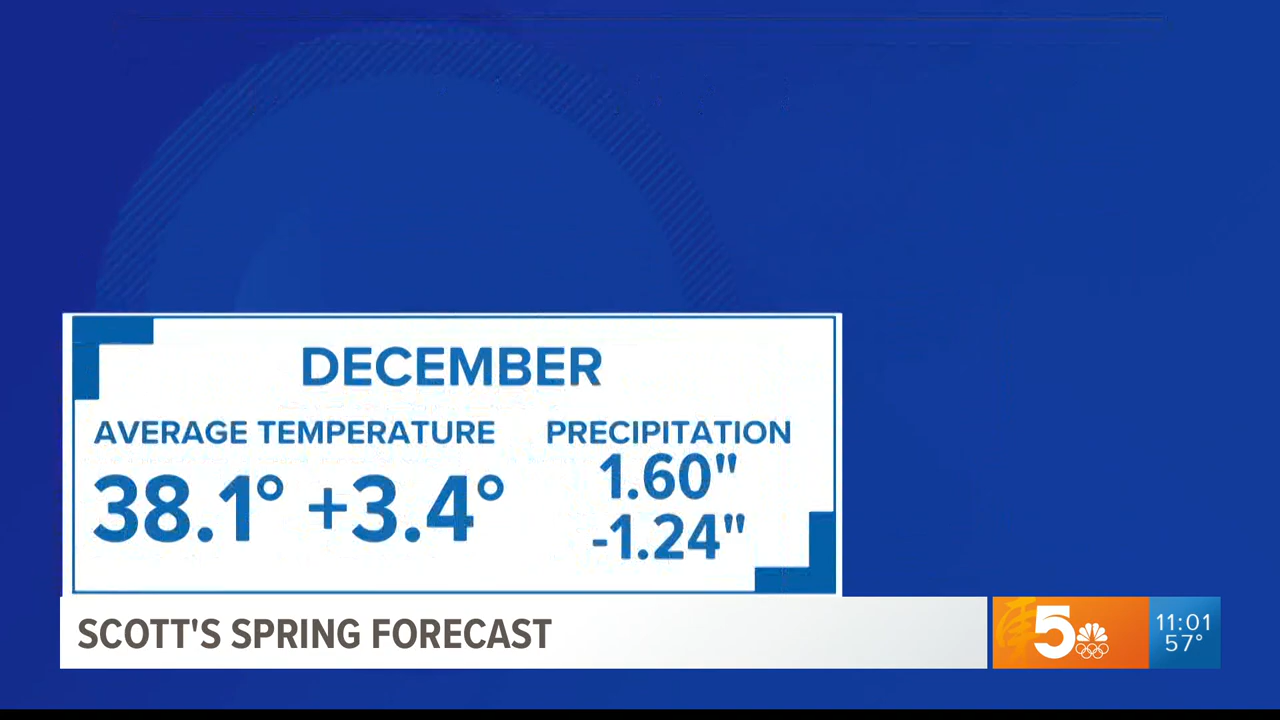 DECEMBER
AVERAGE TEMPERATURE PRECIPITATION
38.1° +3.4° 1.60"
-1.24"
SCOTT'S SPRING FORECAST
5
11:01
57°